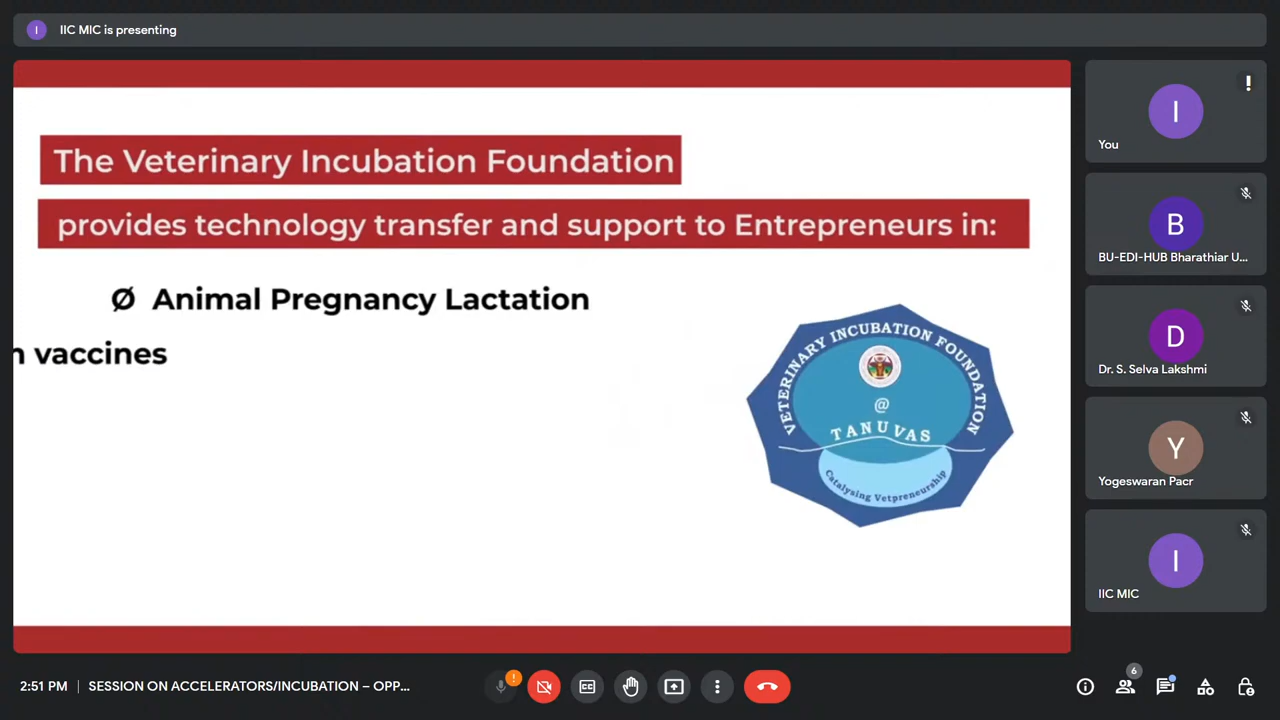 I
IIC MIC is presenting
The Veterinary Incubation Foundation
provides technology transfer and support to Entrepreneurs in:
Ø Animal Pregnancy Lactation
n vaccines
VETERINARY INCUBATION FOUNDATION
@
TANUVAS
Catalysing Vetpreneurship
I
You
B
BU-EDI-HUB Bharathiar U...
D
Dr. S. Selva Lakshmi
Y
Yogeswaran Pacr
I
IIC MIC
2:51 PM | SESSION ON ACCELERATORS/INCUBATION – OPP...
6